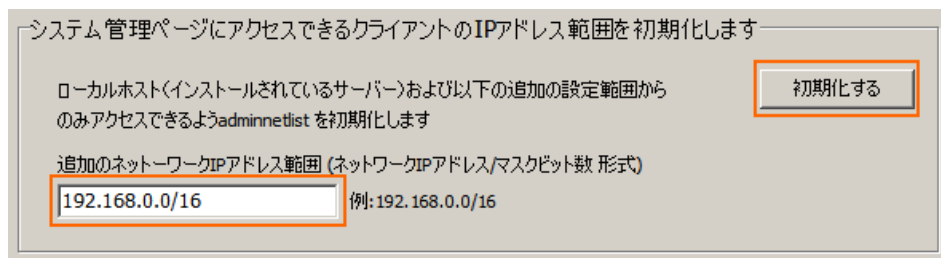 システム管理ページにアクセスできるクライアントのIPアドレス範囲を初期化します
ローカルホスト(インストールされているサーバー)および以下の追加の設定範囲から
初期化する
のみアクセスできるようadminnetlist を初期化します
追加のネットーワークIPアドレス範囲 (ネットワークIPアドレス/マスクビット数 形式)
192.168.0.0/16
例:192.168.0.0/16